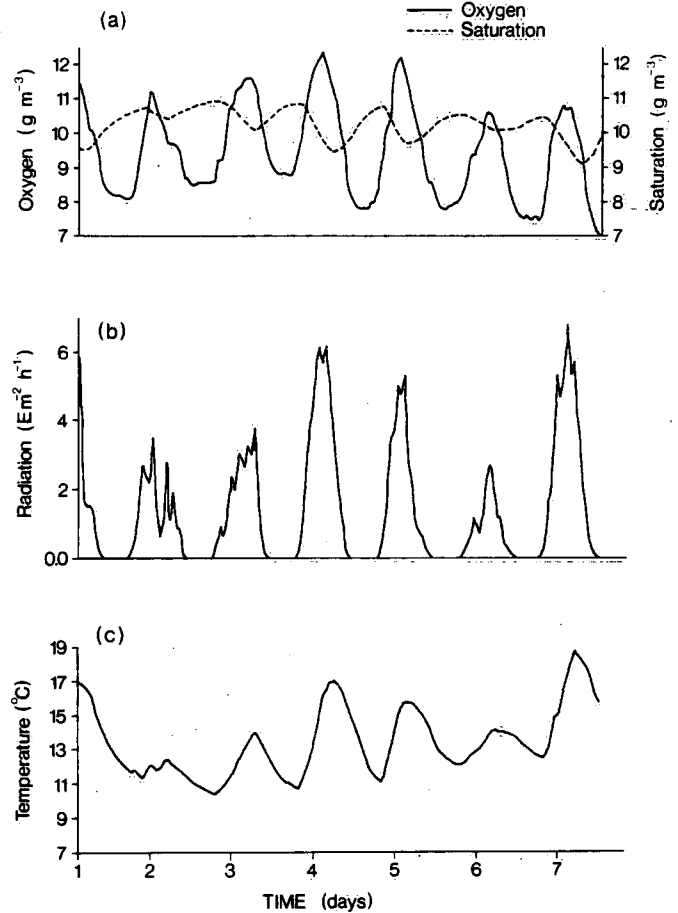 (a)
Oxygen
Saturation
12
11
10
9
8
7
Oxygen (g m⁻³)
12
11
10
9
8
7
Saturation (g m⁻³)
(b)
6
4
2
0.0
Radiation (Em⁻² h⁻¹)
(c)
19
17
15
13
11
9
7
Temperature (°C)
1 2 3 4 5 6 7
TIME (days)